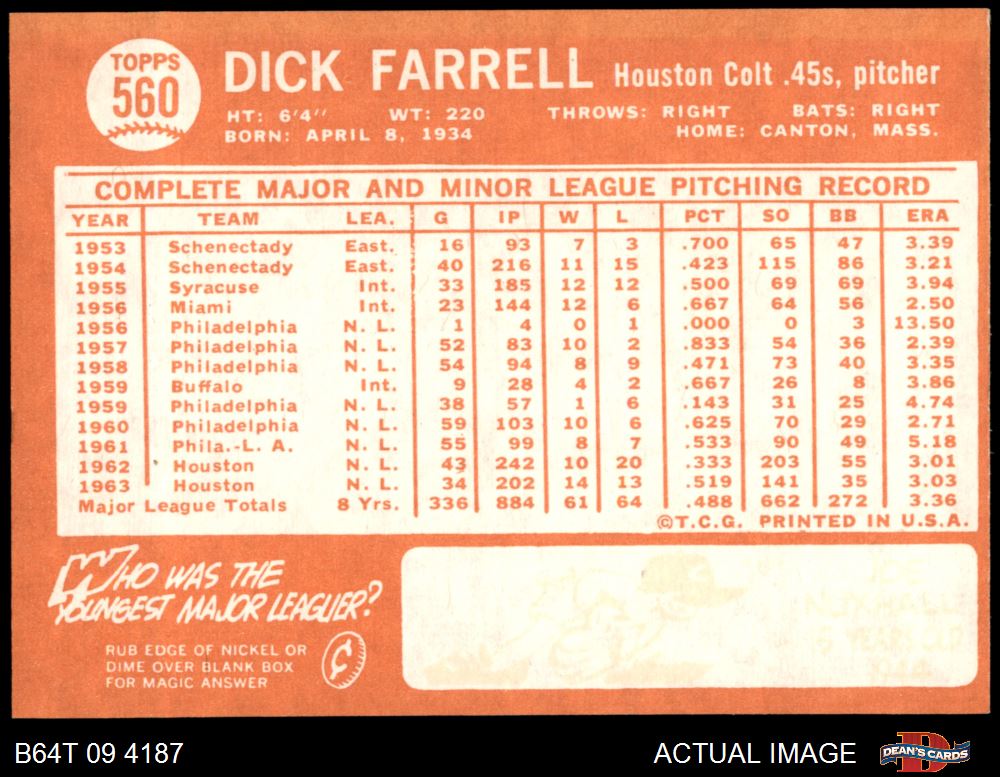 TOPPS
560
DICK FARRELL Houston Colt .45s, pitcher
HT: 6'4" WT: 220 THROWS: RIGHT BATS: RIGHT
BORN: APRIL 8, 1934 HOME: CANTON, MASS.
COMPLETE MAJOR AND MINOR LEAGUE PITCHING RECORD
YEAR TEAM LEA. G IP W L PCT SO BB ERA
1953 Schenectady East. 16 93 7 3 .700 65 47 3.39
1954 Schenectady East. 40 216 11 15 .423 115 86 3.21
1955 Syracuse Int. 33 185 12 12 .500 69 69 3.94
1956 Miami Int. 23 144 12 6 .667 64 56 2.50
1956 Philadelphia N. L. 1 4 0 1 .000 0 3 13.50
1957 Philadelphia N. L. 52 83 10 2 .833 54 36 2.39
1958 Philadelphia N. L. 54 94 8 9 .471 73 40 3.35
1959 Buffalo Int. 9 28 4 2 .667 26 8 3.86
1959 Philadelphia N. L. 38 57 1 6 .143 31 25 4.74
1960 Philadelphia N. L. 59 103 10 6 .625 70 29 2.71
1961 Phila.-L. A. N. L. 55 99 8 7 .533 90 49 5.18
1962 Houston N. L. 43 242 10 20 .333 203 55 3.01
1963 Houston N. L. 34 202 14 13 .519 141 35 3.03
Major League Totals 8 Yrs. 336 884 61 64 .488 662 272 3.36
©T.C.G. PRINTED IN U.S.A.
WHO WAS THE
YOUNGEST MAJOR LEAGUER?
RUB EDGE OF NICKEL OR
DIME OVER BLANK BOX
FOR MAGIC ANSWER
JOE
B64T 09 4187 ACTUAL IMAGE DEAN'S CARDS